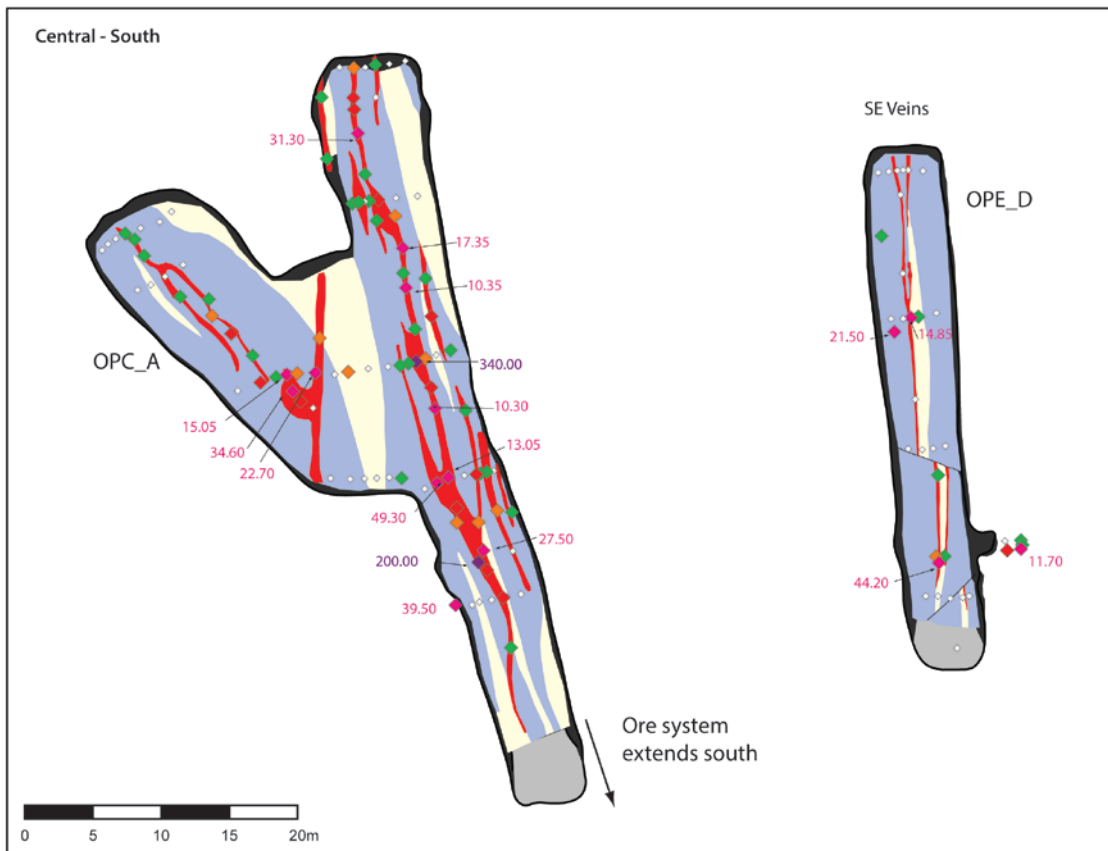 Central - South
SE Veins
31.30
OPE_D
17.35
10.35
21.50
14.85
OPC_A
340.00
10.30
15.05
34.60
22.70
13.05
49.30
27.50
200.00
11.70
44.20
39.50
Ore system
extends south
0 5 10 15 20m